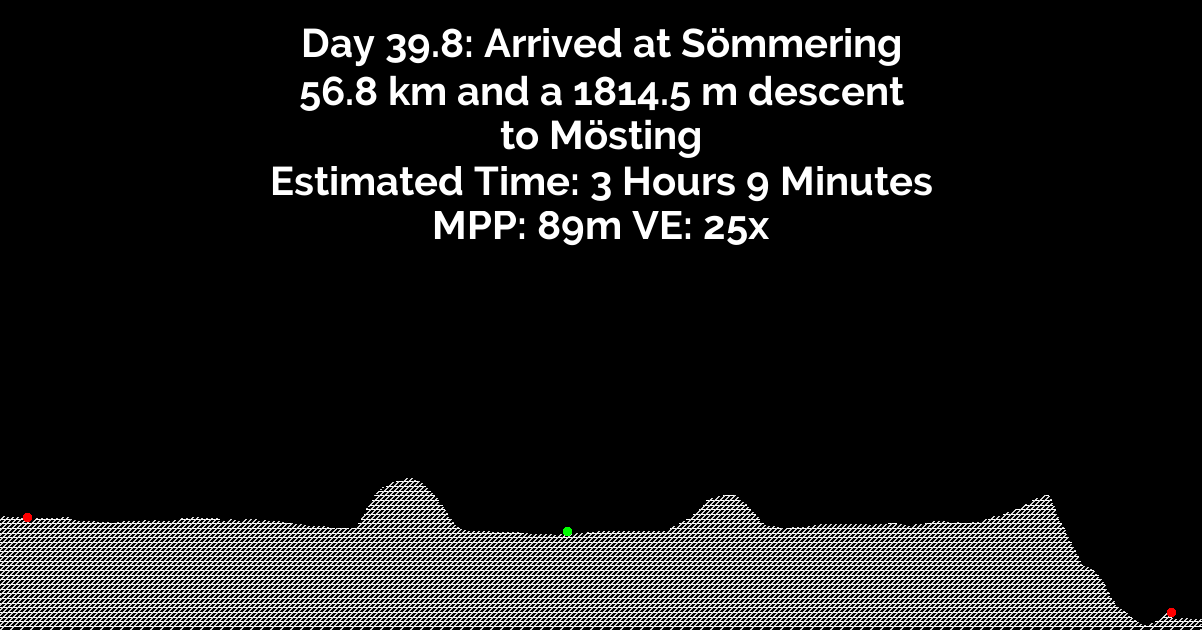 Day 39.8: Arrived at Sömmering
56.8 km and a 1814.5 m descent
to Mösting
Estimated Time: 3 Hours 9 Minutes
MPP: 89m VE: 25x